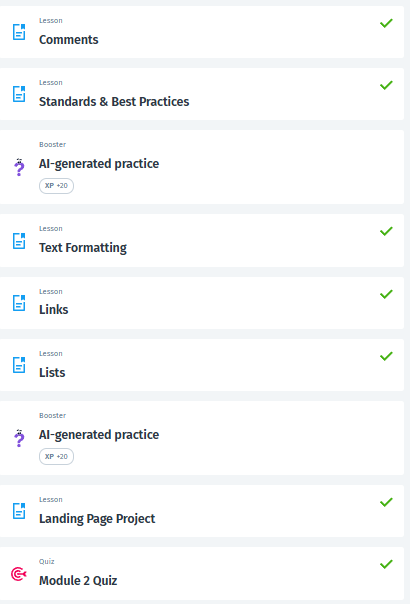 Lesson
Comments
Lesson
Standards & Best Practices
Booster
AI-generated practice
XP +20
Lesson
Text Formatting
Lesson
Links
Lesson
Lists
Booster
AI-generated practice
XP +20
Lesson
Landing Page Project
Quiz
Module 2 Quiz